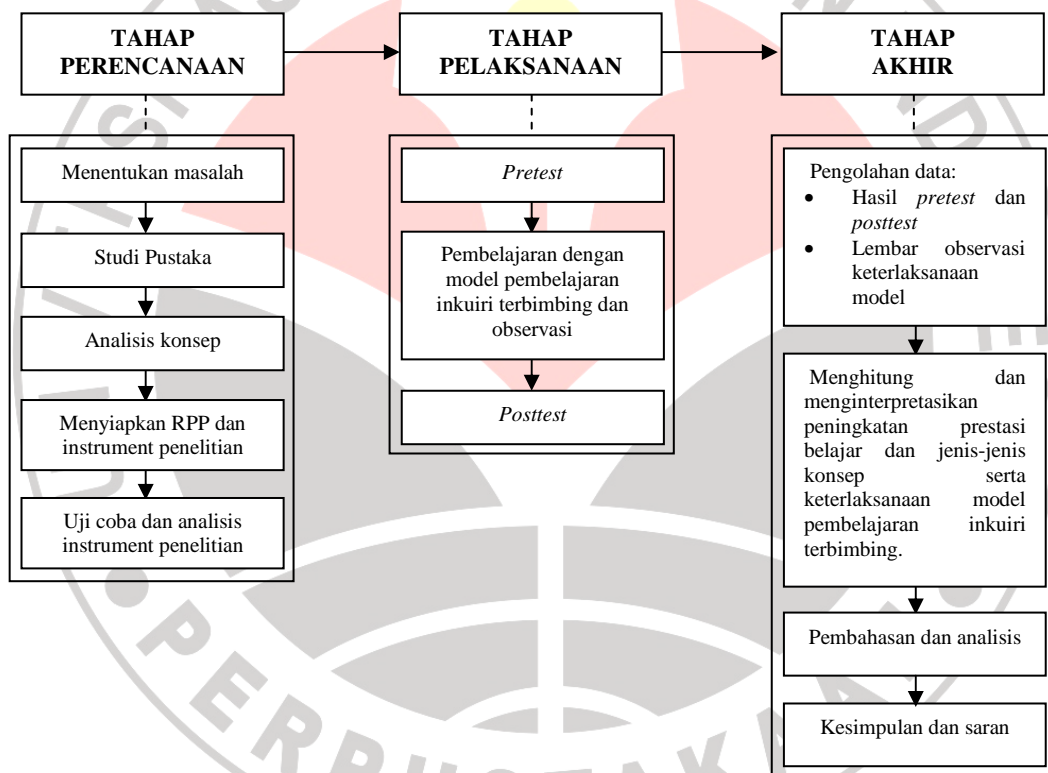 TAHAP
PERENCANAAN
TAHAP
PELAKSANAAN
TAHAP
AKHIR
Menentukan masalah
Studi Pustaka
Analisis konsep
Menyiapkan RPP dan
instrument penelitian
Uji coba dan analisis
instrument penelitian
Pretest
Pembelajaran dengan
model pembelajaran
inkuiri terbimbing dan
observasi
Posttest
Pengolahan data:
• Hasil pretest dan
posttest
• Lembar observasi
keterlaksanaan
model
Menghitung dan
menginterpretasikan
peningkatan prestasi
belajar dan jenis-jenis
konsep serta
keterlaksanaan model
pembelajaran inkuiri
terbimbing.
Pembahasan dan analisis
Kesimpulan dan saran